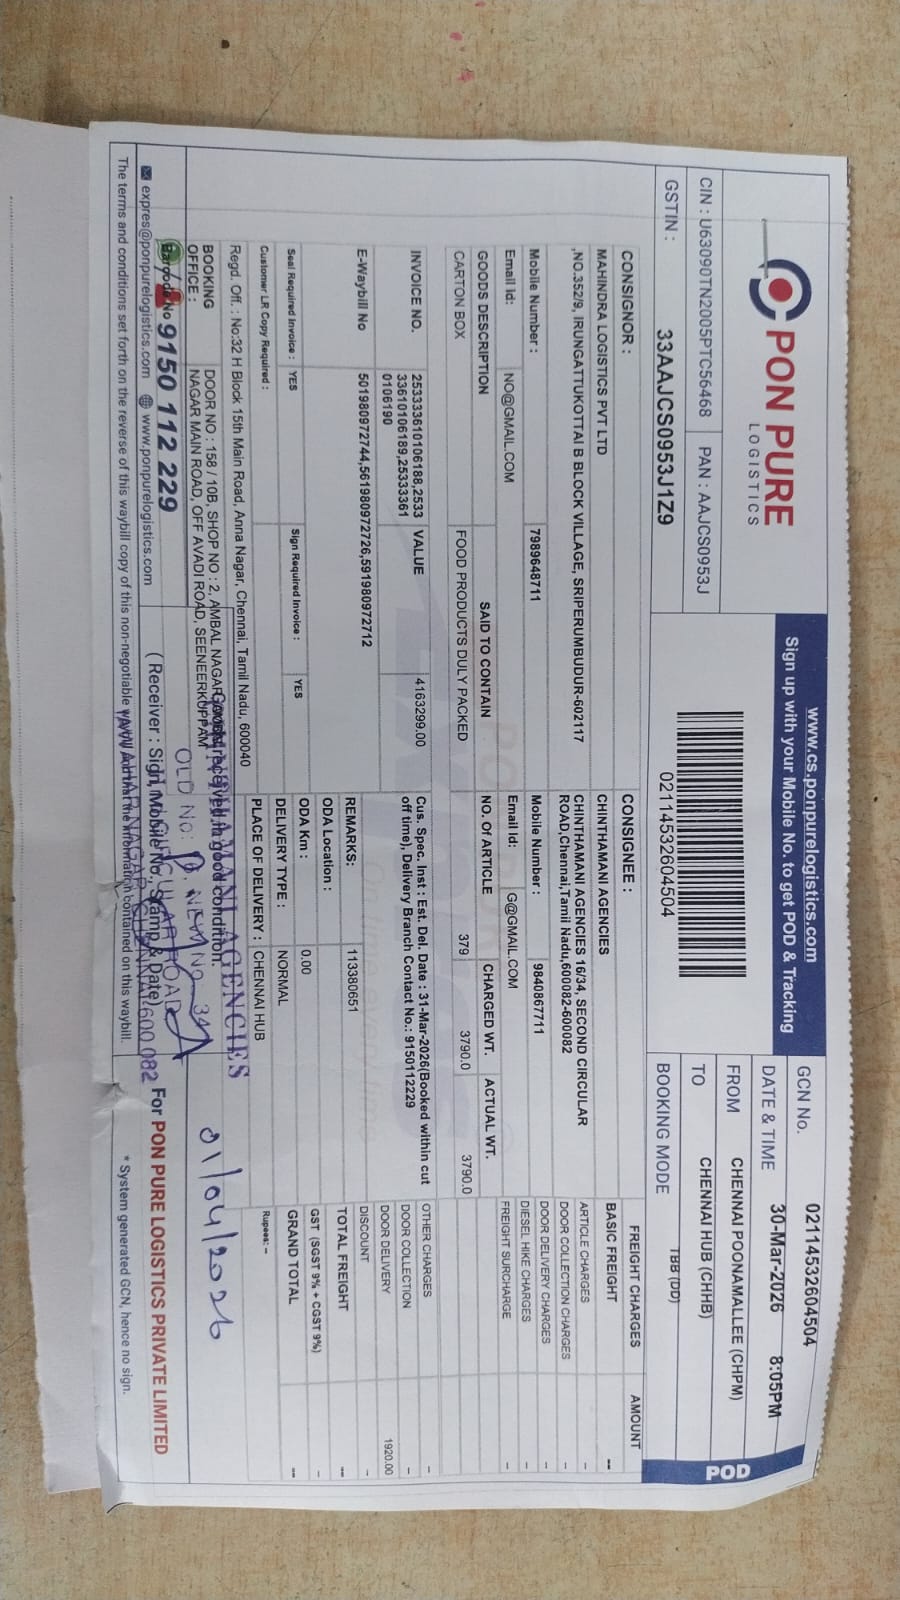 PON PURE
LOGISTICS
CIN : U63090TN2005PTC56468 PAN : AAJCS0953J
GSTIN : 33AAJCS0953J1Z9
www.cs.ponpurelogistics.com
Sign up with your Mobile No. to get POD & Tracking
02114532604504
GCN No. 02114532604504
DATE & TIME 30-Mar-2026 8:05PM
FROM CHENNAI POONAMALLEE (CHPM)
TO CHENNAI HUB (CHHB)
BOOKING MODE TBB (DD)
POD
CONSIGNOR :
MAHINDRA LOGISTICS PVT LTD
,NO.352/9, IRUNGATTUKOTTAI B BLOCK VILLAGE, SRIPERUMBUDUR-602117
Mobile Number : 7989648711
Email Id: NO@GMAIL.COM
CONSIGNEE :
CHINTHAMANI AGENCIES
CHINTHAMANI AGENCIES 16/34, SECOND CIRCULAR
ROAD,Chennai,Tamil Nadu,600082-600082
Mobile Number : 9840867711
Email Id: G@GMAIL.COM
GOODS DESCRIPTION SAID TO CONTAIN NO. OF ARTICLE CHARGED WT. ACTUAL WT.
CARTON BOX FOOD PRODUCTS DULY PACKED 379 3790.0 3790.0
INVOICE NO. 25333361010618​8,2533
33610106189,25333361
0106190
VALUE 4163299.00
E-Waybill No 501980972744,561980972726,591980972712
Cus. Spec. Inst : Est. Del. Date : 31-Mar-2026(Booked within cut
off time), Delivery Branch Contact No.: 9150112229
REMARKS: 113380651
ODA Location :
ODA Km : 0.00
DELIVERY TYPE : NORMAL
PLACE OF DELIVERY : CHENNAI HUB
Seal Required Invoice : YES Sign Required Invoice : YES
Customer LR Copy Required :
FREIGHT CHARGES AMOUNT
BASIC FREIGHT --
ARTICLE CHARGES -
DOOR COLLECTION CHARGES -
DOOR DELIVERY CHARGES -
DIESEL HIKE CHARGES -
FREIGHT SURCHARGE -
OTHER CHARGES -
DOOR COLLECTION -
DOOR DELIVERY 1920.00
DISCOUNT -
TOTAL FREIGHT --
GST (SGST 9% + CGST 9%) -
GRAND TOTAL --
Rupees: –
Regd. Off. : No:32 H Block 15th Main Road, Anna Nagar, Chennai, Tamil Nadu, 600040
BOOKING OFFICE : DOOR NO : 158 / 10B, SHOP NO : 2, AMBAL NAGAR
NAGAR MAIN ROAD, OFF AVADI ROAD, SEENEERKUPPAM
Barcode No 9150 112 229
expres@ponpurelogistics.com www.ponpurelogistics.com
Goods received in good condition.
AGENCIES
OLD No:
NEW No 34
CIRCULAR ROAD
600 082
01/04/2026
( Receiver : Sign, Mobile No., Stamp & Date)
For PON PURE LOGISTICS PRIVATE LIMITED
The terms and conditions set forth on the reverse of this waybill copy of this non-negotiable waybill information contained on this waybill.
* System generated GCN, hence no sign.